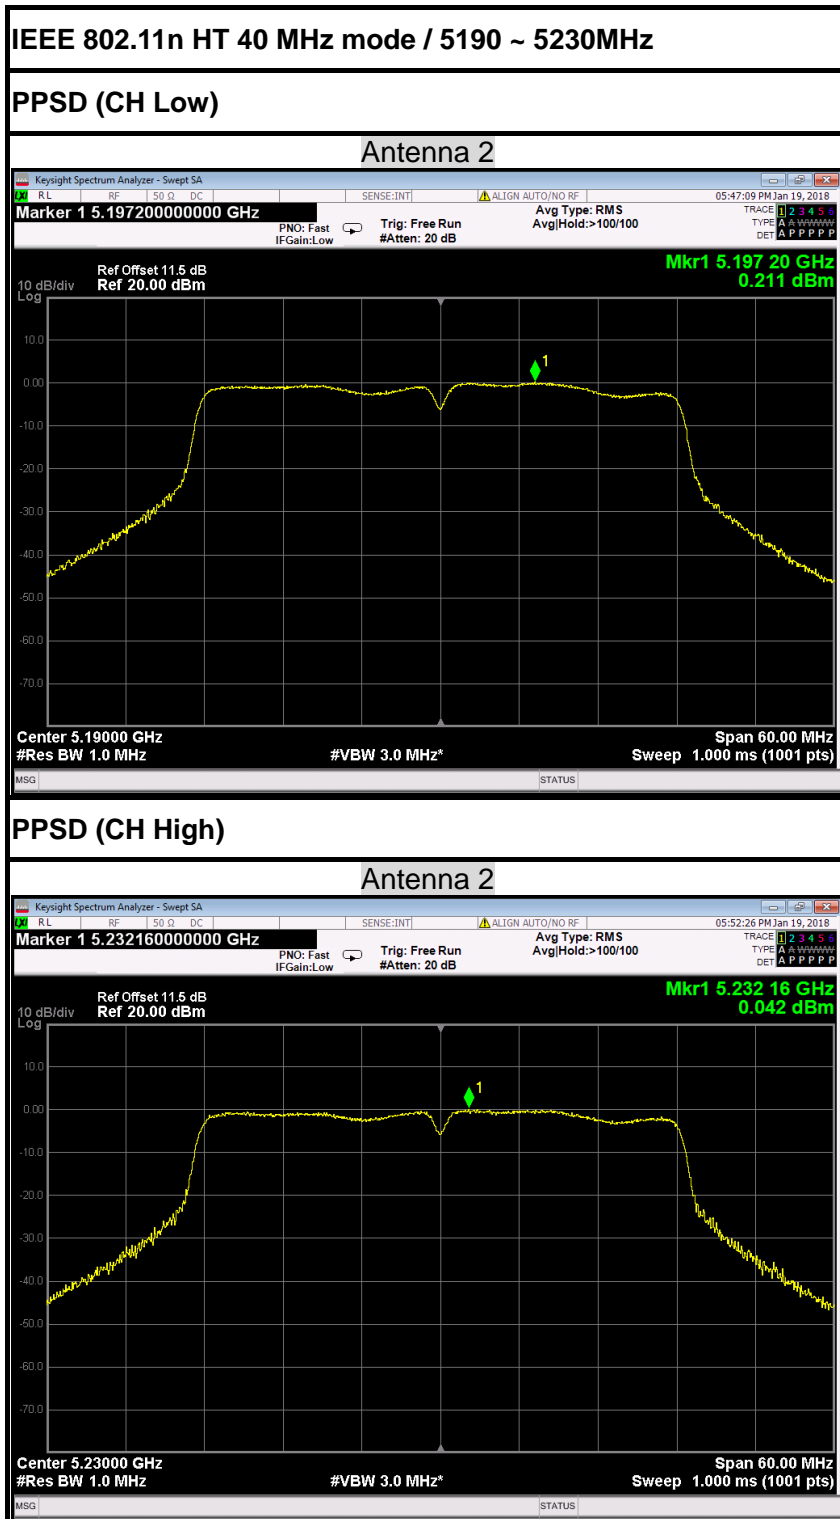 IEEE 802.11n HT 40 MHz mode / 5190 ~ 5230MHz
PPSD (CH Low)
Antenna 2
Keysight Spectrum Analyzer - Swept SA
LXI RL RF 50 Ω DC SENSE:INT ALIGN AUTO/NO RF 05:47:09 PM Jan 19, 2018
Marker 1 5.197200000000 GHz
PNO: Fast
IFGain:Low
Trig: Free Run
#Atten: 20 dB
Avg Type: RMS
Avg|Hold:>100/100
TRACE 1 2 3 4 5 6
TYPE A A W W W W W
DET A P P P P P
Mkr1 5.197 20 GHz
0.211 dBm
Ref Offset 11.5 dB
10 dB/div Ref 20.00 dBm
Log
10.0
1
0.00
-10.0
-20.0
-30.0
-40.0
-50.0
-60.0
-70.0
Center 5.19000 GHz Span 60.00 MHz
#Res BW 1.0 MHz #VBW 3.0 MHz* Sweep 1.000 ms (1001 pts)
MSG STATUS
PPSD (CH High)
Antenna 2
Keysight Spectrum Analyzer - Swept SA
LXI RL RF 50 Ω DC SENSE:INT ALIGN AUTO/NO RF 05:52:26 PM Jan 19, 2018
Marker 1 5.232160000000 GHz
PNO: Fast
IFGain:Low
Trig: Free Run
#Atten: 20 dB
Avg Type: RMS
Avg|Hold:>100/100
TRACE 1 2 3 4 5 6
TYPE A A W W W W W
DET A P P P P P
Mkr1 5.232 16 GHz
0.042 dBm
Ref Offset 11.5 dB
10 dB/div Ref 20.00 dBm
Log
10.0
1
0.00
-10.0
-20.0
-30.0
-40.0
-50.0
-60.0
-70.0
Center 5.23000 GHz Span 60.00 MHz
#Res BW 1.0 MHz #VBW 3.0 MHz* Sweep 1.000 ms (1001 pts)
MSG STATUS